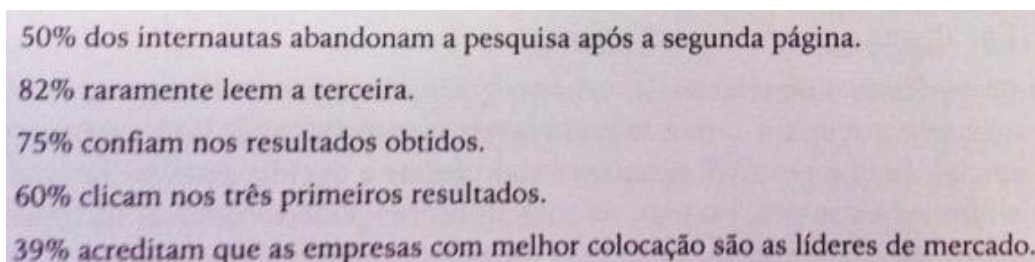 50% dos internautas abandonam a pesquisa após a segunda página.
82% raramente leem a terceira.
75% confiam nos resultados obtidos.
60% clicam nos três primeiros resultados.
39% acreditam que as empresas com melhor colocação são as líderes de mercado.